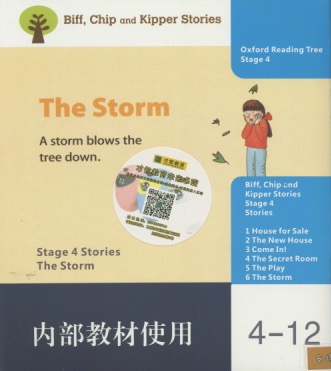 Biff, Chip and Kipper Stories
Oxford Reading Tree
Stage 4
The Storm
A storm blows the
tree down.
Stage 4 Stories
The Storm
Biff, Chip and
Kipper Stories
Stage 4
Stories
1 House for Sale
2 The New House
3 Come In!
4 The Secret Room
5 The Play
6 The Storm
内部教材使用
4-12